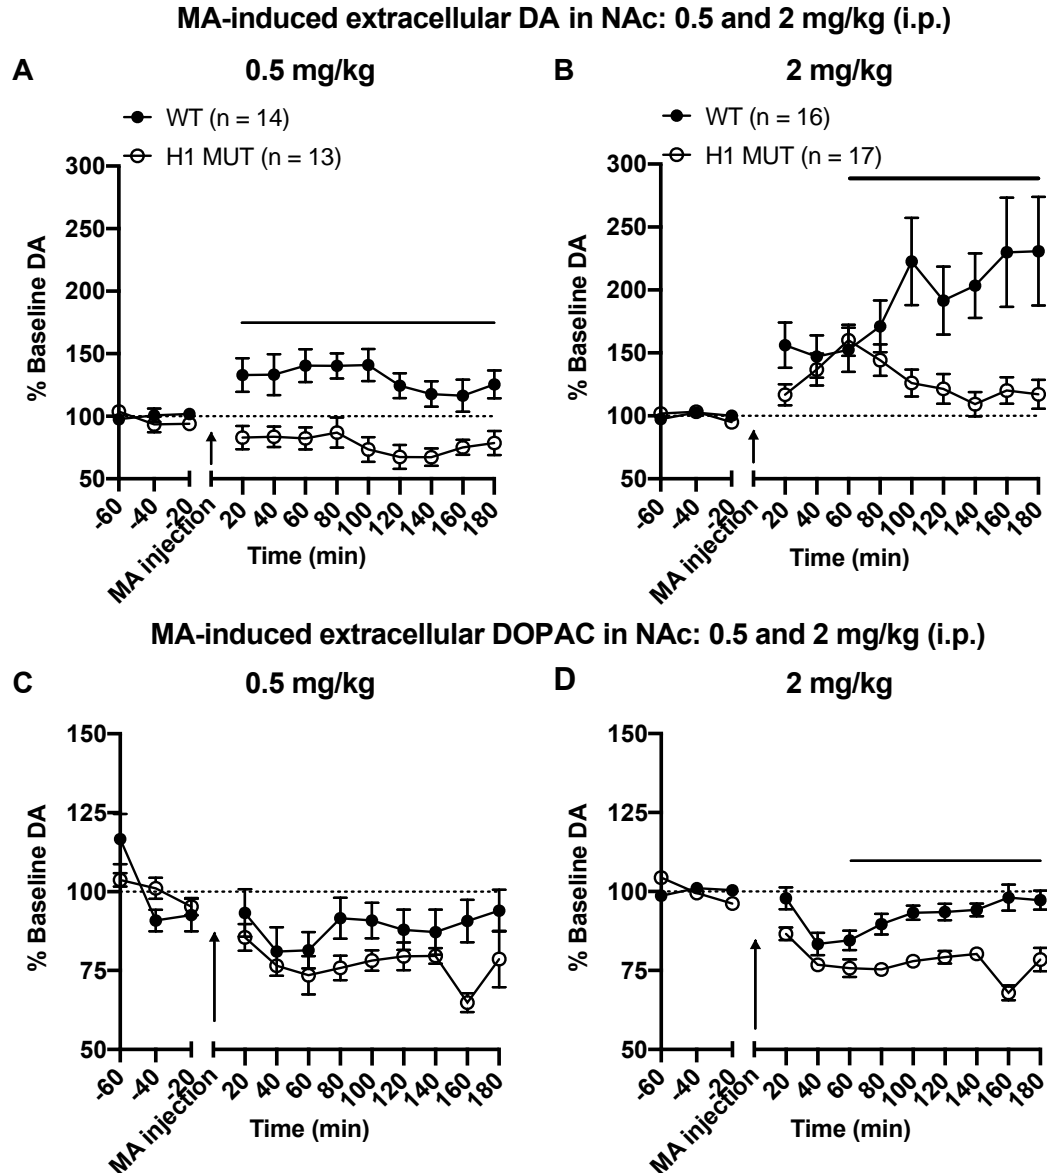 MA-induced extracellular DA in NAc: 0.5 and 2 mg/kg (i.p.)
A
0.5 mg/kg
WT (n = 14)
H1 MUT (n = 13)
300
250
200
150
100
50
% Baseline DA
-60
-40
-20
MA injection
20
40
60
80
100
120
140
160
180
Time (min)
B
2 mg/kg
WT (n = 16)
H1 MUT (n = 17)
300
250
200
150
100
50
% Baseline DA
-60
-40
-20
MA injection
20
40
60
80
100
120
140
160
180
Time (min)
MA-induced extracellular DOPAC in NAc: 0.5 and 2 mg/kg (i.p.)
C
0.5 mg/kg
150
125
100
75
50
% Baseline DA
-60
-40
-20
MA injection
20
40
60
80
100
120
140
160
180
Time (min)
D
2 mg/kg
150
125
100
75
50
% Baseline DA
-60
-40
-20
MA injection
20
40
60
80
100
120
140
160
180
Time (min)